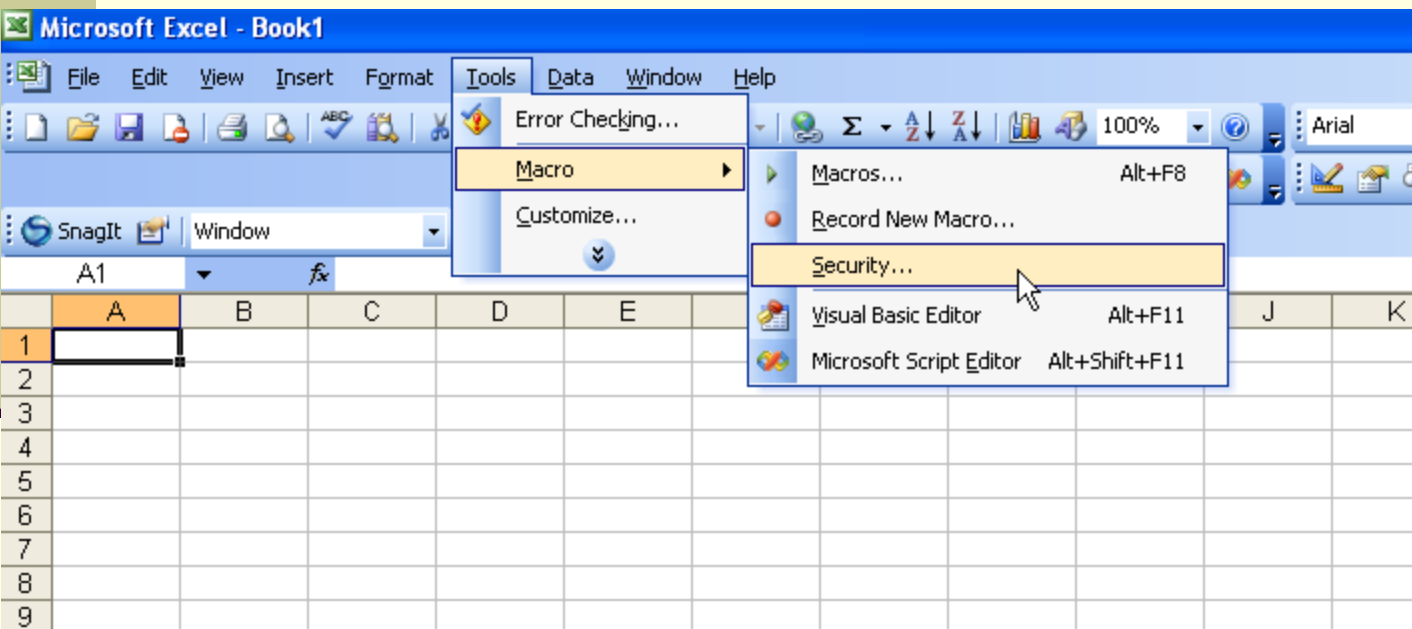 Microsoft Excel - Book1
File Edit View Insert Format Tools Data Window Help
ABC Σ A Z Z A 100% Arial
Error Checking...
Macro
Customize...
Macros... Alt+F8
Record New Macro...
Security...
Visual Basic Editor Alt+F11
Microsoft Script Editor Alt+Shift+F11
SnagIt Window
A1 fx
A B C D E J K
1
2
3
4
5
6
7
8
9